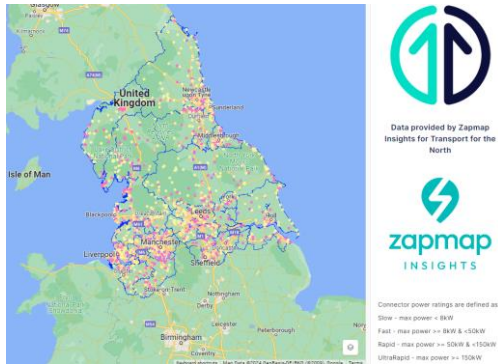 Glasgow
United
Kingdom
Newcastle
upon Tyne
Sunderland
Middlesbrough
Isle of Man
Blackpool
Leeds
Manchester
Liverpool
Sheffield
Stoke-on-Trent
Nottingham
Derby
Leicester
Peterborough
Birmingham
Data provided by Zapmap
Insights for Transport for the
North
zapmap
INSIGHTS
Connector power ratings are defined as
Slow - max power < 8kW
Fast - max power >= 8kW & <50kW
Rapid - max power >= 50kW & <150kW
UltraRapid - max power >= 150kW